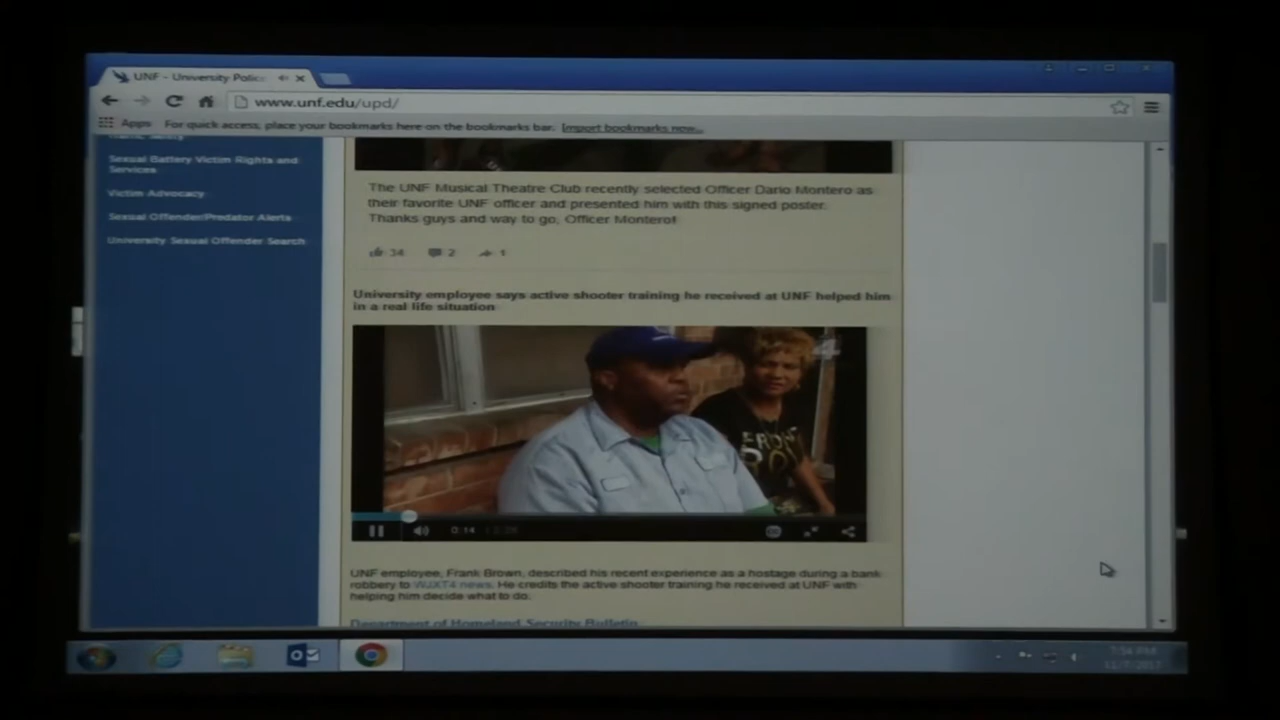 UNF - University Police
www.unf.edu/upd/
Apps For quick access, place your bookmarks here on the bookmarks bar. Import bookmarks now...
Sexual Battery Victim Rights and
Services
Victim Advocacy
Sexual Offender/Predator Alerts
University Sexual Offender Search
The UNF Musical Theatre Club recently selected Officer Dario Montero as
their favorite UNF officer and presented him with this signed poster.
Thanks guys and way to go, Officer Montero!
34 2 1
University employee says active shooter training he received at UNF helped him
in a real life situation
4
0:14
UNF employee, Frank Brown, described his recent experience as a hostage during a bank
robbery to WJXT4 news. He credits the active shooter training he received at UNF with
helping him decide what to do.
Department of Homeland Security Bulletin